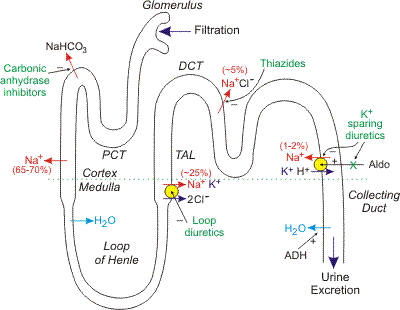 Glomerulus
Filtration
NaHCO3
Carbonic
anhydrase
inhibitors
−
DCT
(~5%)
Na+Cl−
−
Thiazides
K+
sparing
diuretics
PCT
TAL
(1-2%)
Na+
−
+
X
Aldo
K+ H+
Na+
(65-70%)
Cortex
Medulla
(~25%)
Na+ K+
2Cl−
−
Loop
diuretics
Collecting
Duct
H2O
Loop
of Henle
H2O
+
ADH
Urine
Excretion